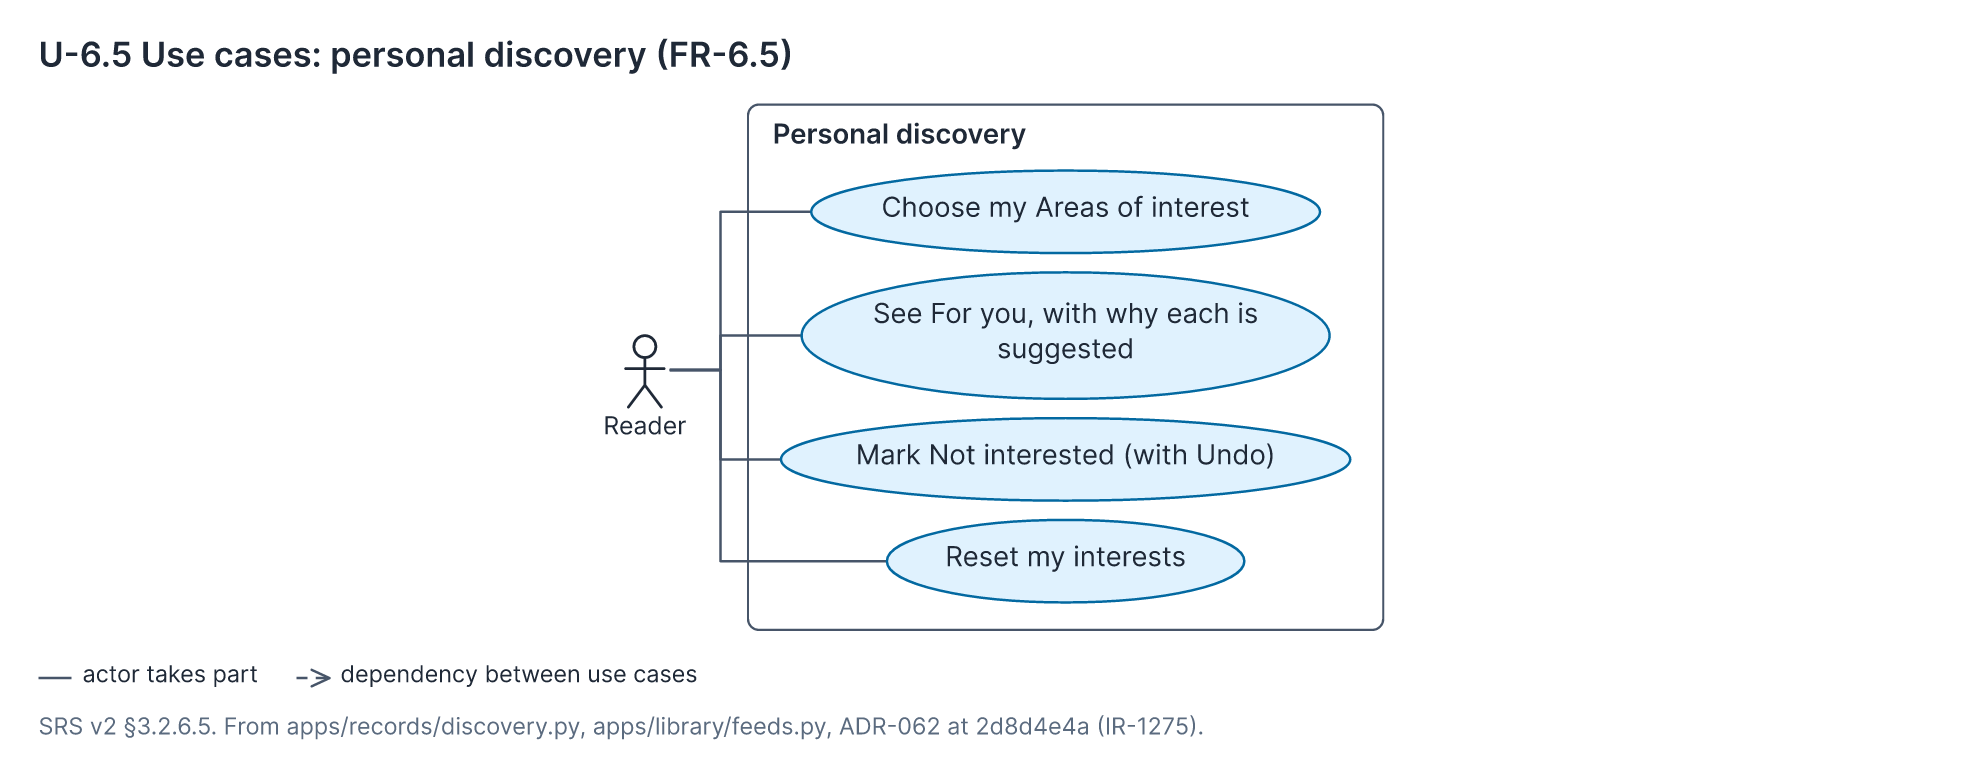 U-6.5 Use cases: personal discovery (FR-6.5)
Personal discovery
Choose my Areas of interest
See For you, with why each is
suggested
Reader
Mark Not interested (with Undo)
Reset my interests
actor takes part
dependency between use cases
SRS v2 §3.2.6.5. From apps/records/discovery.py, apps/library/feeds.py, ADR-062 at 2d8d4e4a (IR-1275).